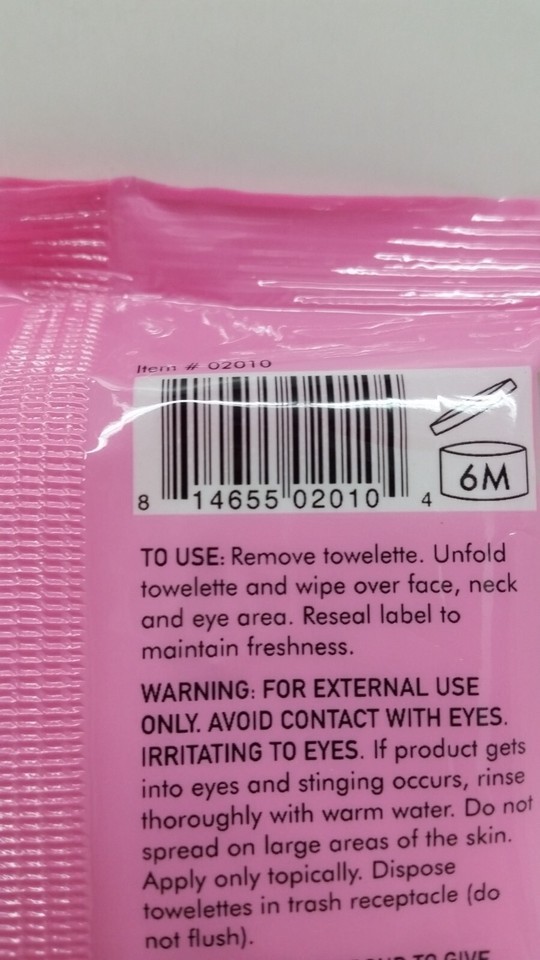 Item # 02010
8 14655 02010 4
6M
TO USE: Remove towelette. Unfold
towelette and wipe over face, neck
and eye area. Reseal label to
maintain freshness.
WARNING: FOR EXTERNAL USE
ONLY. AVOID CONTACT WITH EYES.
IRRITATING TO EYES. If product gets
into eyes and stinging occurs, rinse
thoroughly with warm water. Do not
spread on large areas of the skin.
Apply only topically. Dispose
towelettes in trash receptacle (do
not flush).
TO GIVE